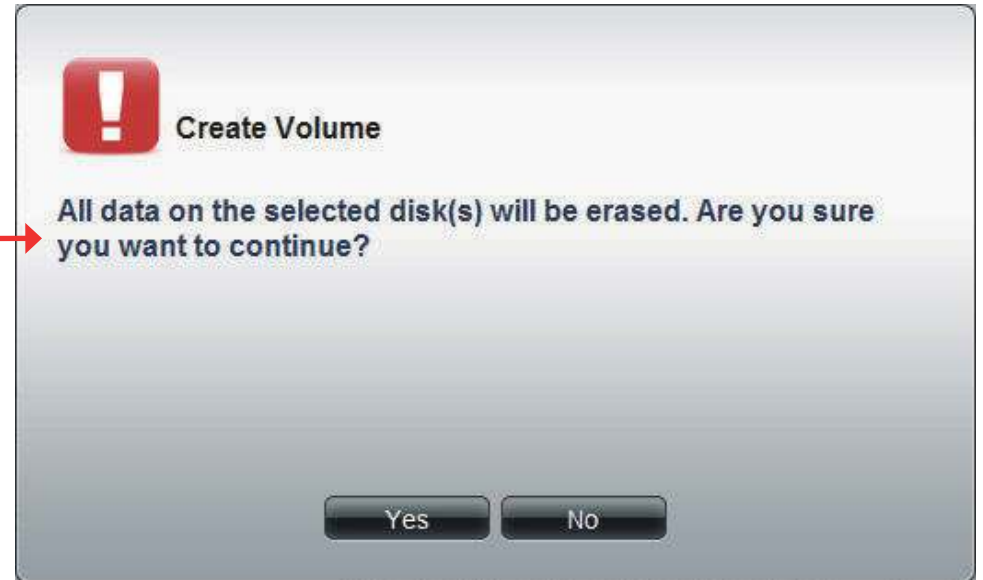 Create Volume
All data on the selected disk(s) will be erased. Are you sure
you want to continue?
Yes No